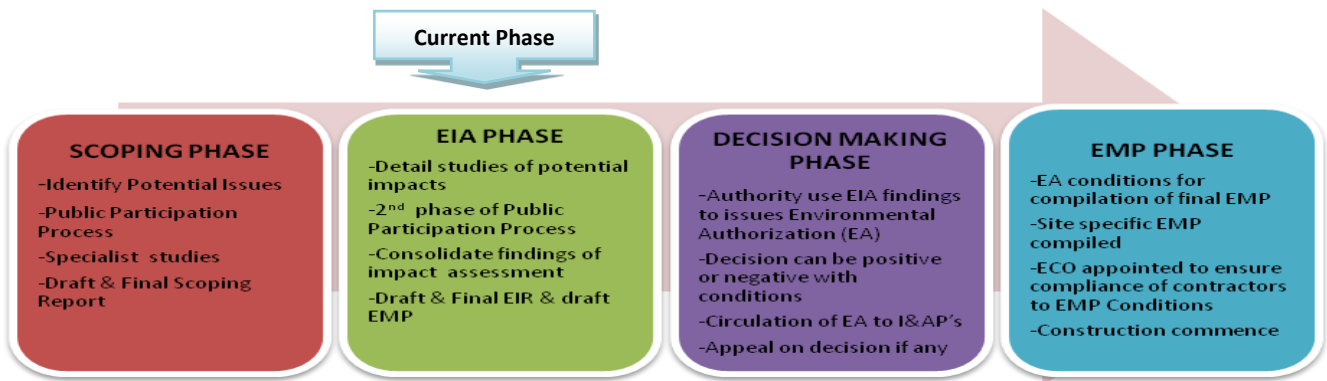 Current Phase
SCOPING PHASE
-Identify Potential Issues
-Public Participation
Process
-Specialist studies
-Draft & Final Scoping
Report
EIA PHASE
-Detail studies of potential
impacts
-2nd phase of Public
Participation Process
-Consolidate findings of
impact assessment
-Draft & Final EIR & draft
EMP
DECISION MAKING
PHASE
-Authority use EIA findings
to issues Environmental
Authorization (EA)
-Decision can be positive
or negative with
conditions
-Circulation of EA to I&AP's
-Appeal on decision if any
EMP PHASE
-EA conditions for
compilation of final EMP
-Site specific EMP
compiled
-ECO appointed to ensure
compliance of contractors
to EMP Conditions
-Construction commence